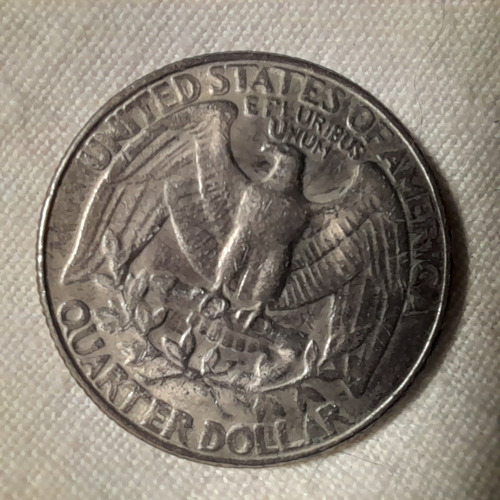 UNITED STATES OF AMERICA
E PLURIBUS
UNUM
QUARTER DOLLAR